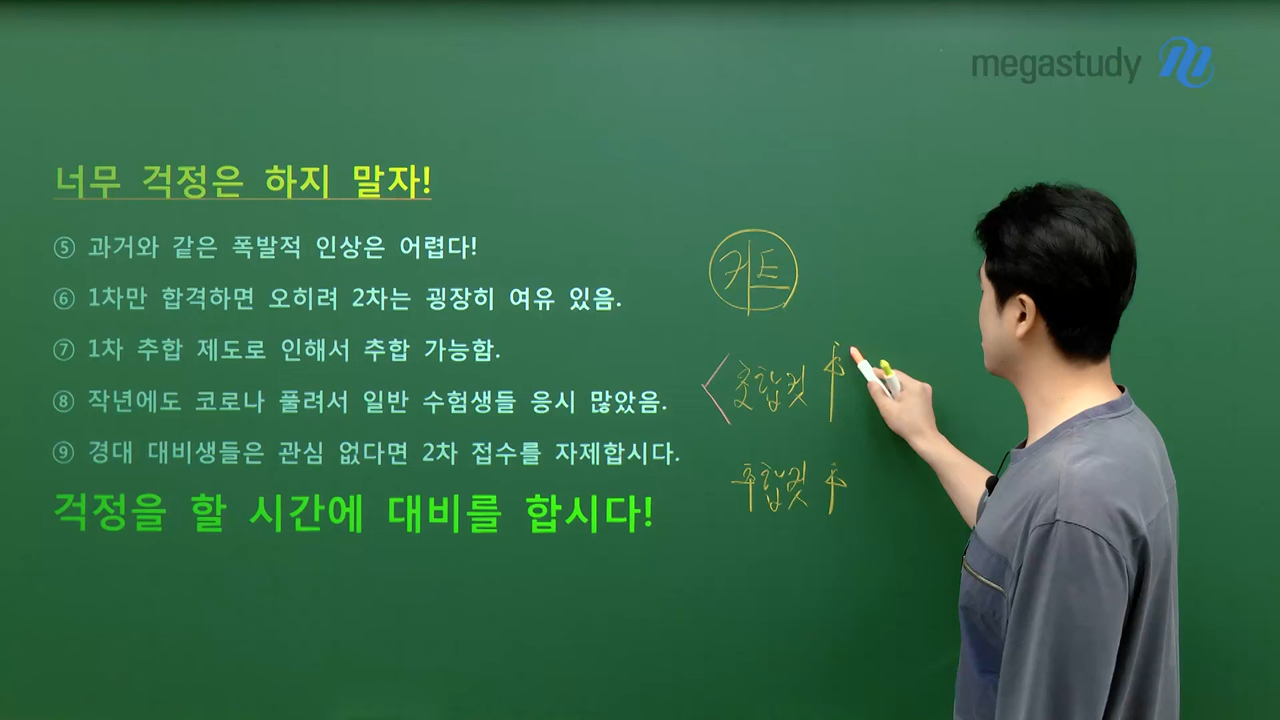 megastudy
너무 걱정은 하지 말자!
⑤ 과거와 같은 폭발적 인상은 어렵다!
⑥ 1차만 합격하면 오히려 2차는 굉장히 여유 있음.
⑦ 1차 추합 제도로 인해서 추합 가능함.
⑧ 작년에도 코로나 풀려서 일반 수험생들 응시 많았음.
⑨ 경대 대비생들은 관심 없다면 2차 접수를 자제합시다.
걱정을 할 시간에 대비를 합시다!
커트
추합컷